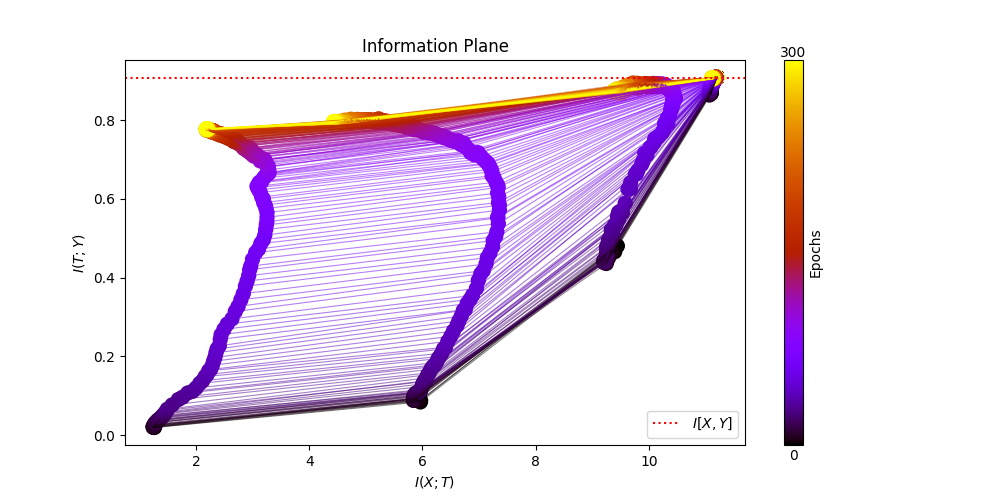 Information Plane
300
0.8
0.6
0.4
0.2
0.0
I(T; Y)
2
4
6
8
10
I(X; T)
I[X, Y]
Epochs
0